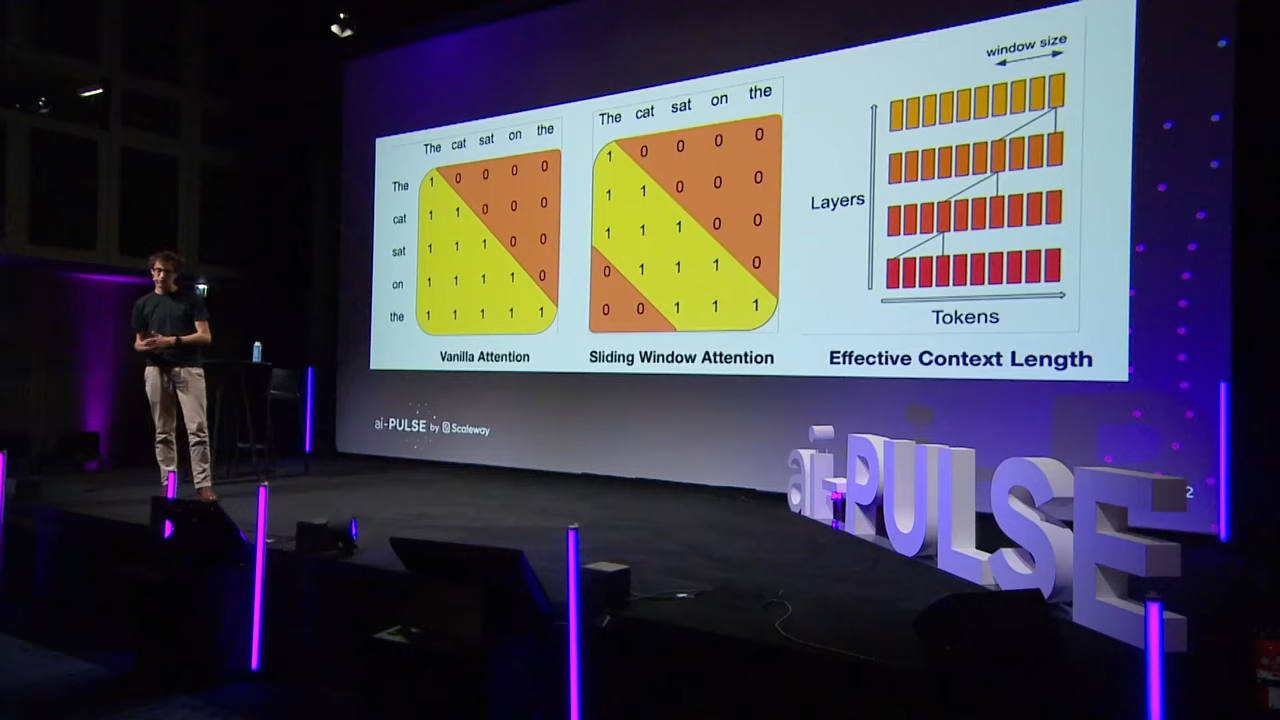 The cat sat on the
The 1 0 0 0 0
cat 1 1 0 0 0
sat 1 1 1 0 0
on 1 1 1 1 0
the 1 1 1 1 1
Vanilla Attention
The cat sat on the
1 0 0 0 0
1 1 0 0 0
1 1 1 0 0
0 1 1 1 0
0 0 1 1 1
Sliding Window Attention
window size
Layers
Tokens
Effective Context Length
ai-PULSE by Scaleway
2
ai-PULSE